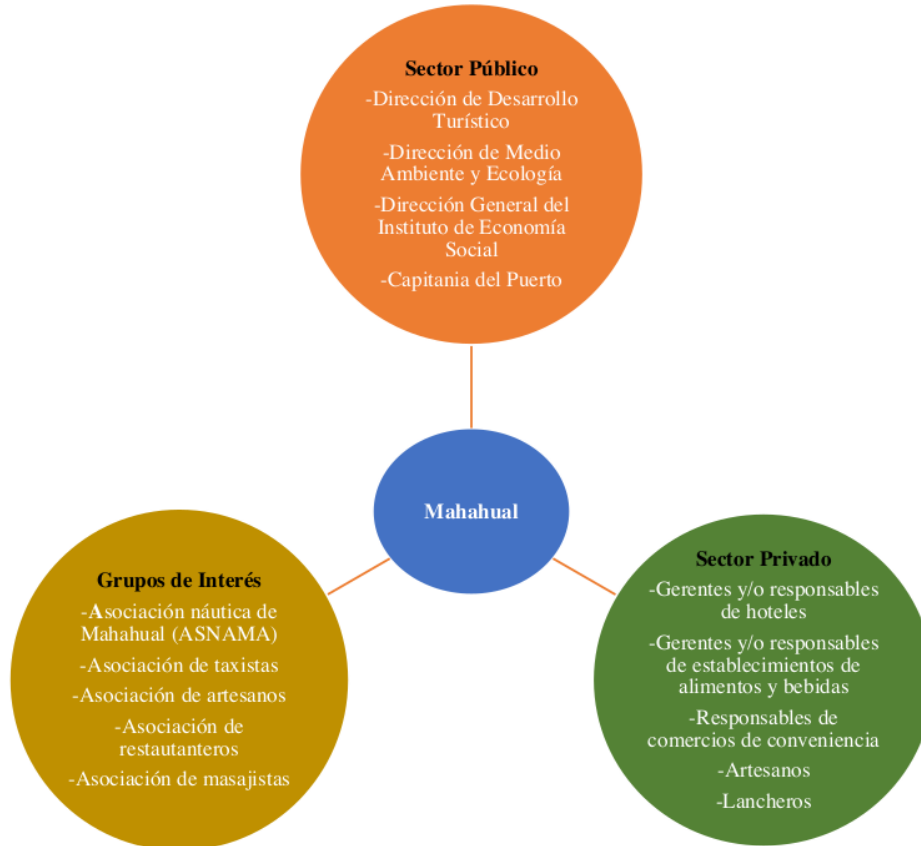 Sector Público
-Dirección de Desarrollo
Turístico
-Dirección de Medio
Ambiente y Ecología
-Dirección General del
Instituto de Economía
Social
-Capitania del Puerto
Mahahual
Grupos de Interés
-Asociación náutica de
Mahahual (ASNAMA)
-Asociación de taxistas
-Asociación de artesanos
-Asociación de
restautanteros
-Asociación de masajistas
Sector Privado
-Gerentes y/o responsables
de hoteles
-Gerentes y/o responsables
de establecimientos de
alimentos y bebidas
-Responsables de
comercios de conveniencia
-Artesanos
-Lancheros